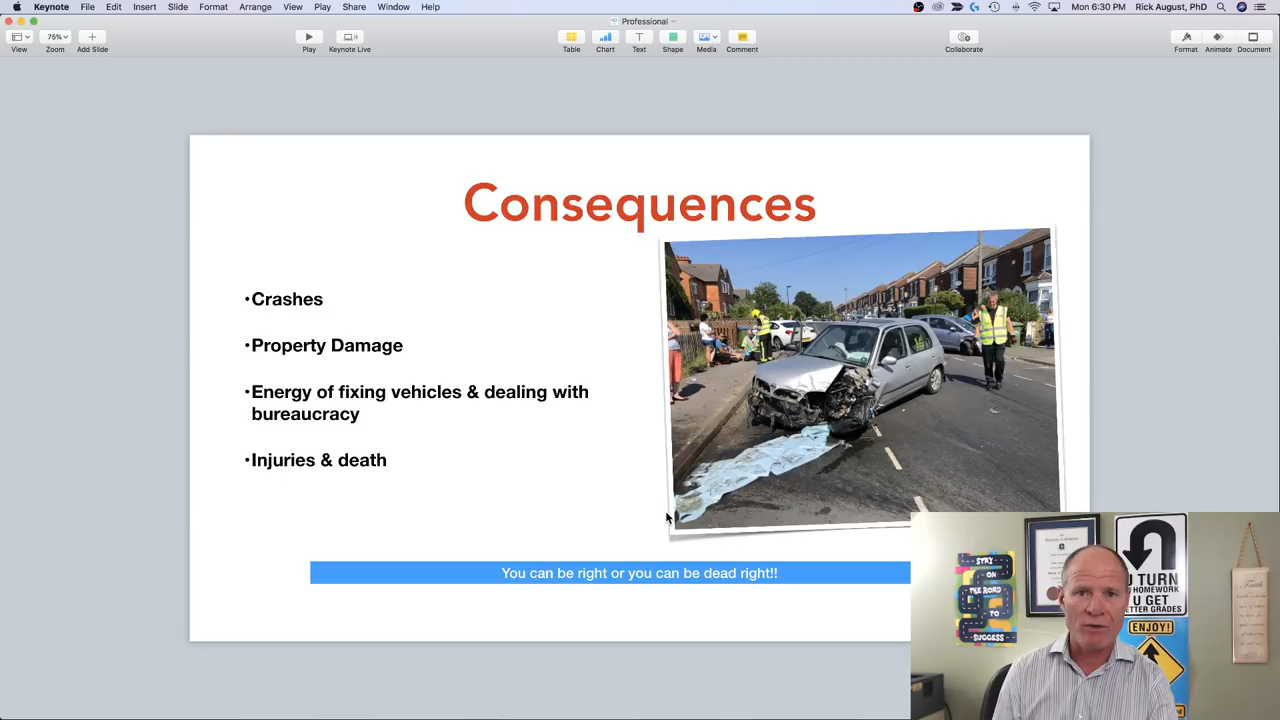 Keynote File Edit Insert Slide Format Arrange View Play Share Window Help Mon 6:30 PM Rick August, PhD
Professional
75%
View Zoom Add Slide Play Keynote Live Table Chart Text Shape Media Comment Collaborate Format Animate Document
Consequences
•Crashes
•Property Damage
•Energy of fixing vehicles & dealing with
bureaucracy
•Injuries & death
You can be right or you can be dead right!!
STAY
ON
THE ROAD
TO
SUCCESS
U TURN
HOMEWORK
U GET
BETTER GRADES
ENJOY!
Faith